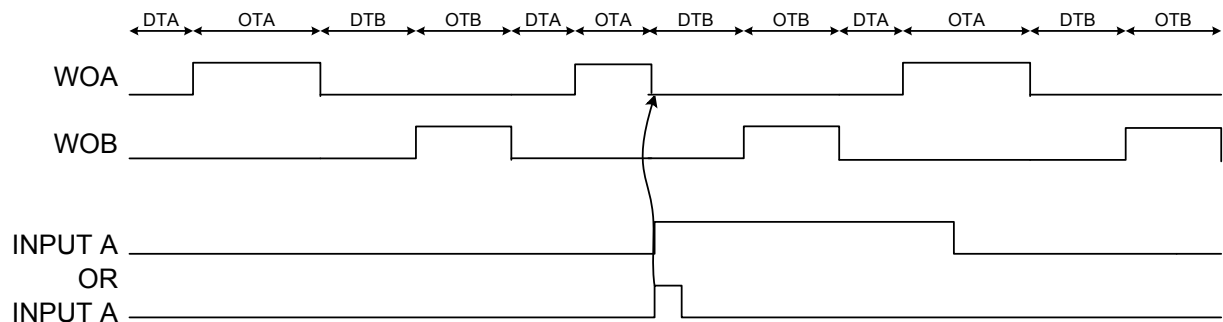 DTA OTA DTB OTB DTA OTA DTB OTB DTA OTA DTB OTB
WOA
WOB
INPUT A
OR
INPUT A